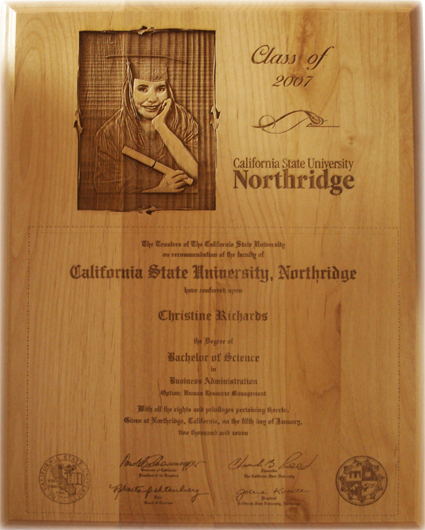 Class of
2007
California State University
Northridge
The Trustees of The California State University
on recommendation of the faculty of
California State University, Northridge
have conferred upon
Christine Richards
the Degree of
Bachelor of Science
in
Business Administration
Option: Human Resource Management
With all the rights and privileges pertaining thereto.
Given at Northridge, California, on the fifth day of January,
two thousand and seven